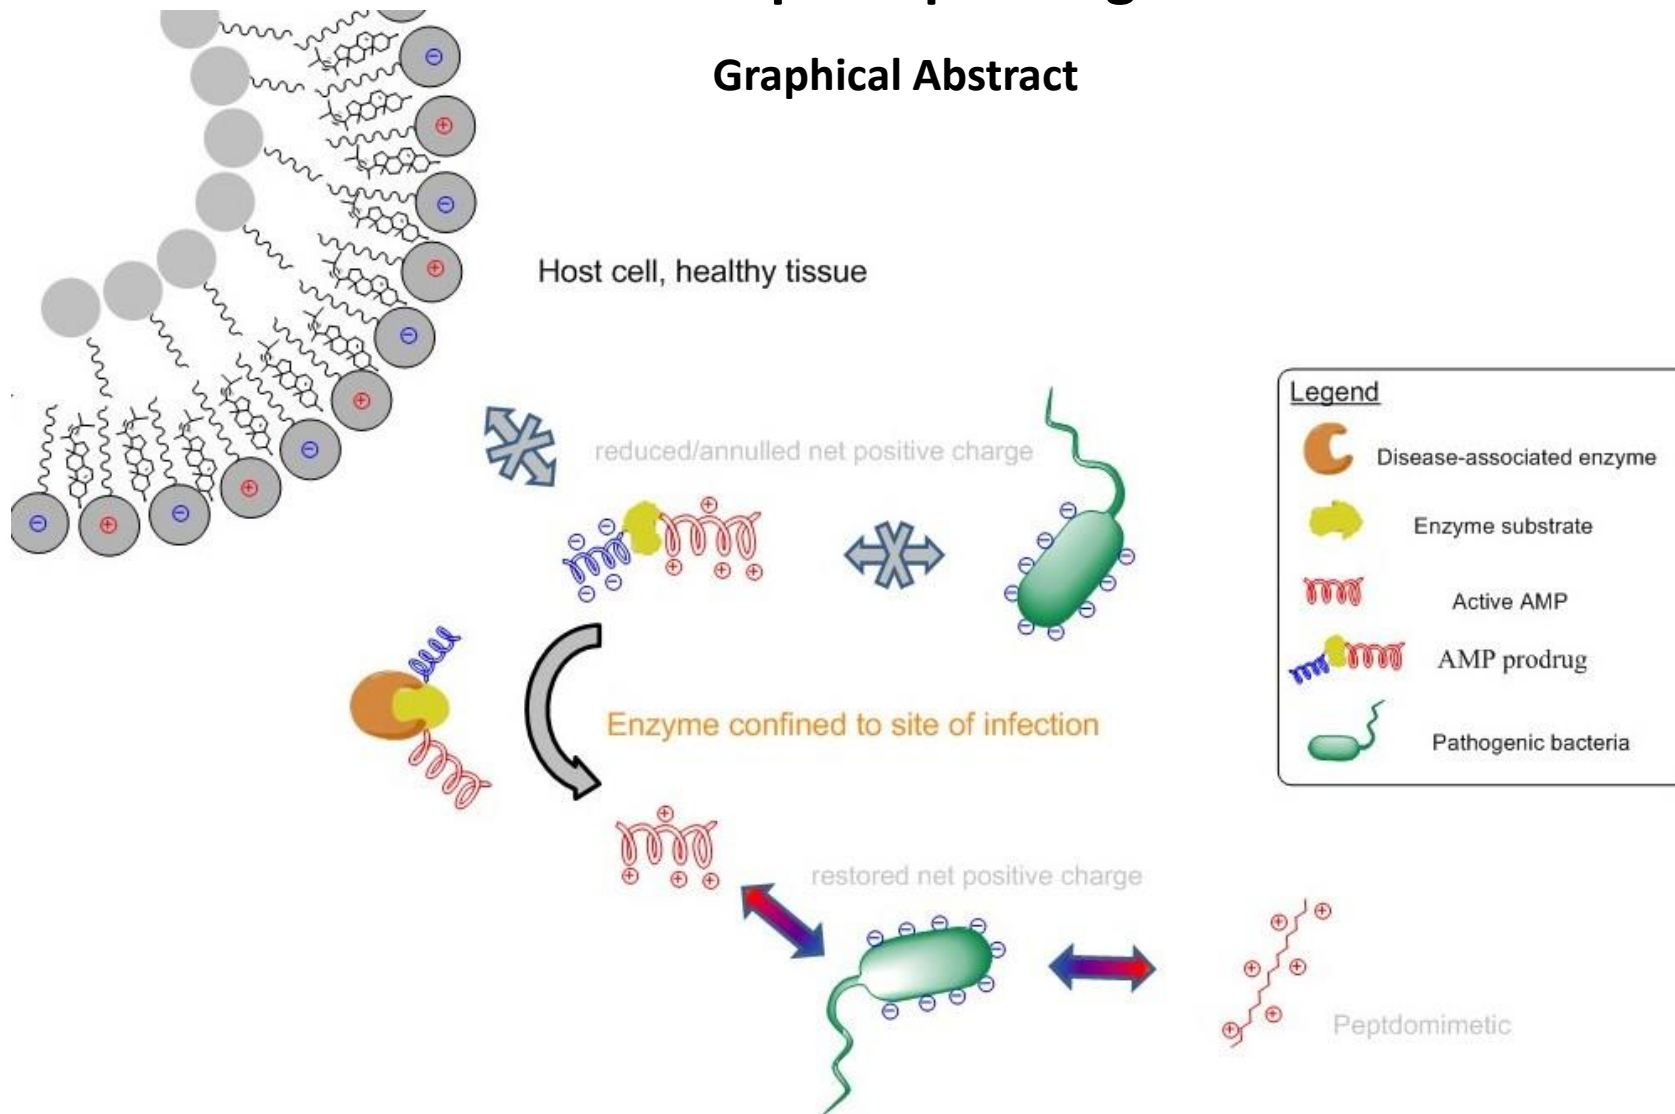 Graphical Abstract
Host cell, healthy tissue
reduced/annulled net positive charge
Legend
Disease-associated enzyme
Enzyme substrate
Active AMP
AMP prodrug
Pathogenic bacteria
Enzyme confined to site of infection
restored net positive charge
Peptdomimetic